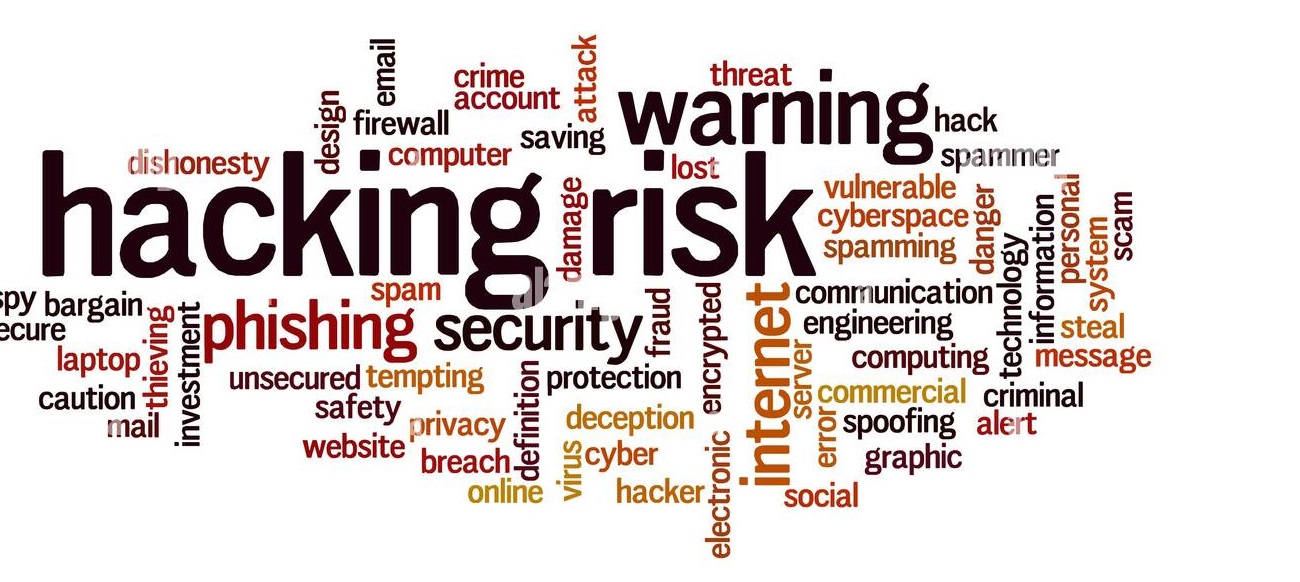 email
attack
crime
threat
account
warning
design
firewall
saving
hack
dishonesty
computer
lost
spammer
hacking
risk
damage
vulnerable
cyberspace
danger
spamming
technology
information
personal
system
scam
spy
bargain
spam
communication
ecure
thieving
investment
phishing
security
fraud
encrypted
internet
engineering
steal
laptop
computing
message
unsecured
tempting
definition
protection
server
commercial
criminal
caution
safety
mail
privacy
deception
error
spoofing
alert
website
breach
virus
cyber
graphic
online
hacker
electronic
social